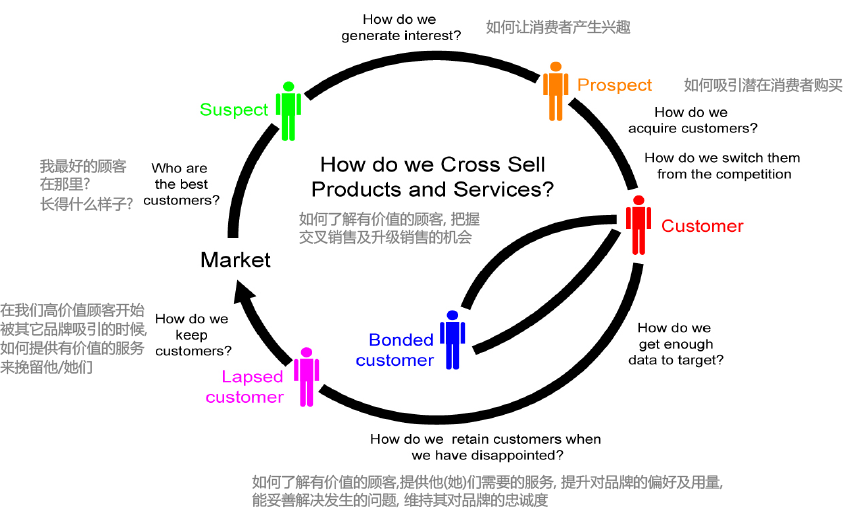 How do we
generate interest?
如何让消费者产生兴趣
Prospect
如何吸引潜在消费者购买
Suspect
How do we
acquire customers?
How do we switch them
from the competition
我最好的顾客
在那里?
长得什么样子?
Who are
the best
customers?
How do we Cross Sell
Products and Services?
如何了解有价值的顾客, 把握
交叉销售及升级销售的机会
Customer
Market
在我们高价值顾客开始
被其它品牌吸引的时候,
如何提供有价值的服务
来挽留他/她们
How do we
keep
customers?
Bonded
customer
How do we
get enough
data to target?
Lapsed
customer
How do we retain customers when
we have disappointed?
如何了解有价值的顾客,提供他(她)们需要的服务, 提升对品牌的偏好及用量,
能妥善解决发生的问题, 维持其对品牌的忠诚度